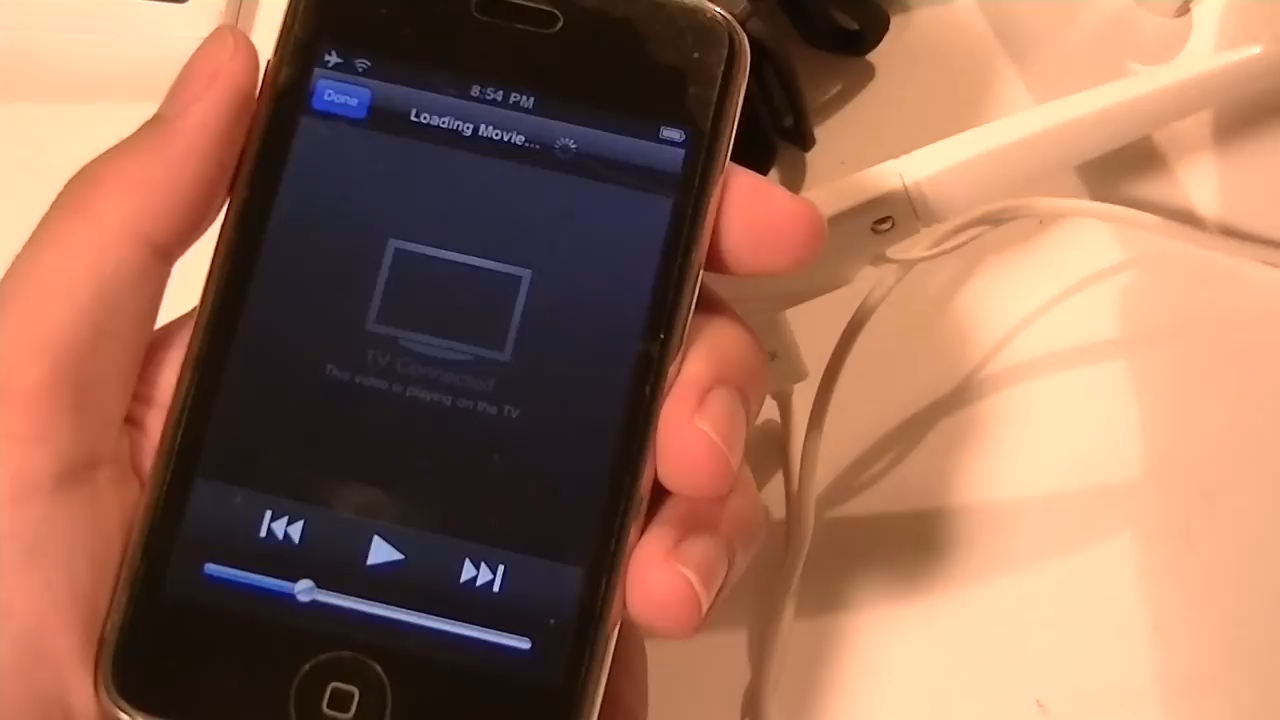 8:54 PM
Done
Loading Movie...
TV Connected
This video is playing on the TV